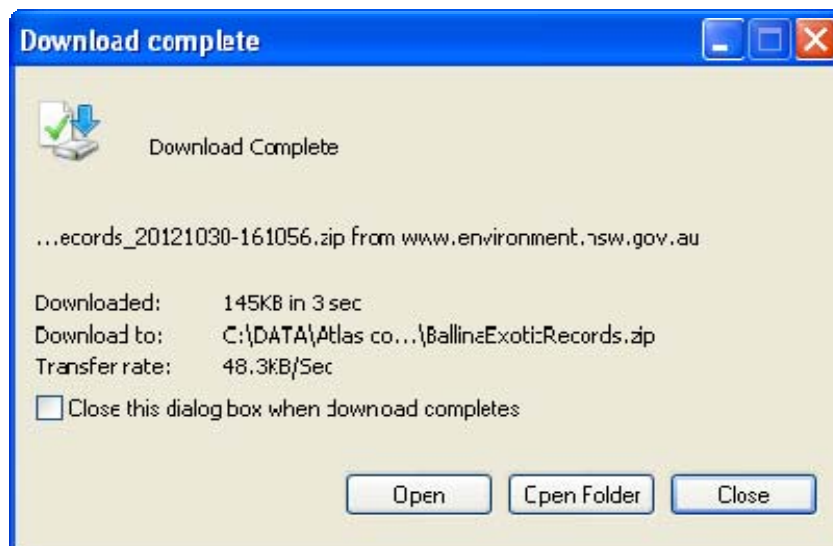 Download complete
Download Complete
...ecords_20121030-161056.zip from www.environment.nsw.gov.au
Downloaded: 145KB in 3 sec
Download to: C:\DATA\Atlas co...\BallinaExoticRecords.zip
Transfer rate: 48.3KB/Sec
Close this dialog box when download completes
Open Open Folder Close